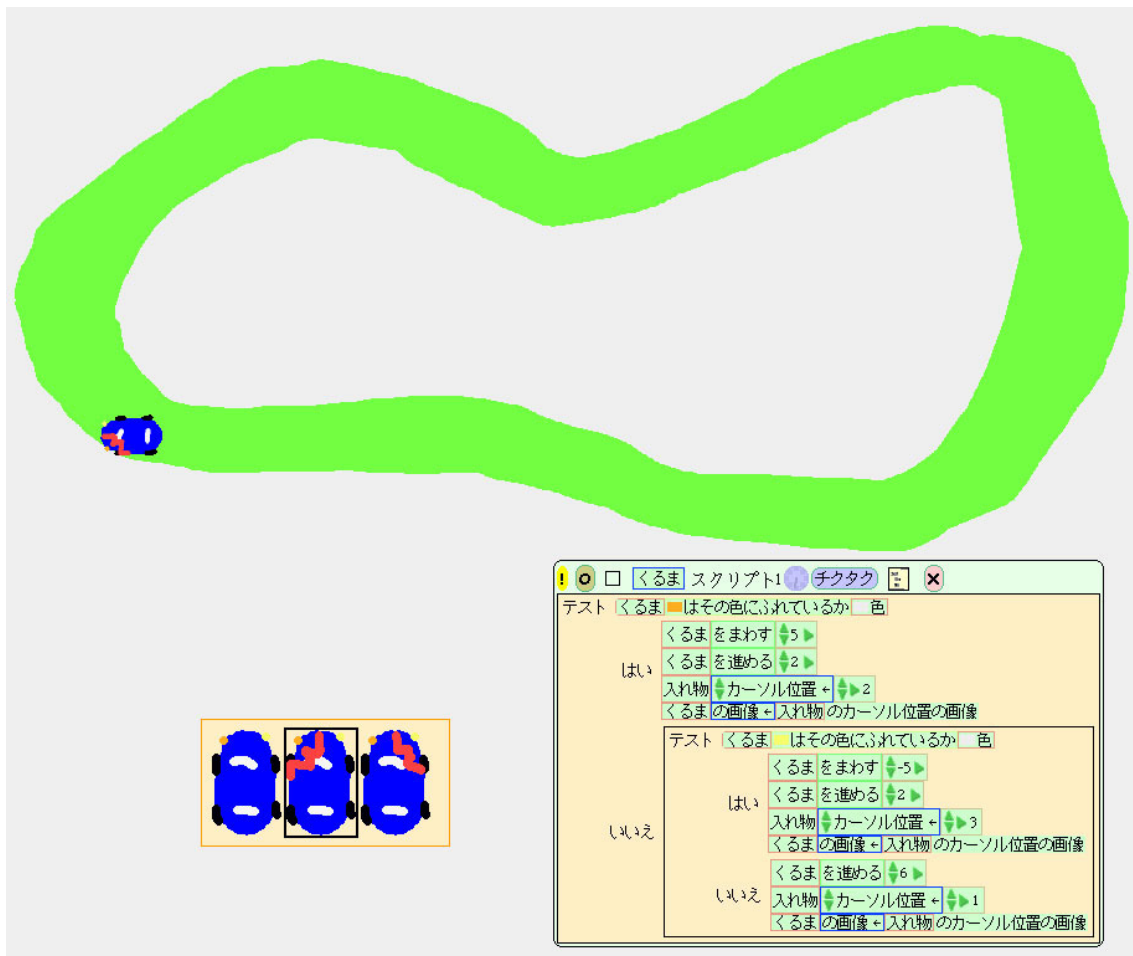 ! くるま スクリプト1 チクタク
テスト くるま はその色にふれているか 色
はい
くるま をまわす 5
くるま を進める 2
入れ物 カーソル位置 ← 2
くるま の画像 ← 入れ物 のカーソル位置の画像
いいえ
テスト くるま はその色にふれているか 色
はい
くるま をまわす -5
くるま を進める 2
入れ物 カーソル位置 ← 3
くるま の画像 ← 入れ物 のカーソル位置の画像
いいえ
くるま を進める 6
入れ物 カーソル位置 ← 1
くるま の画像 ← 入れ物 のカーソル位置の画像